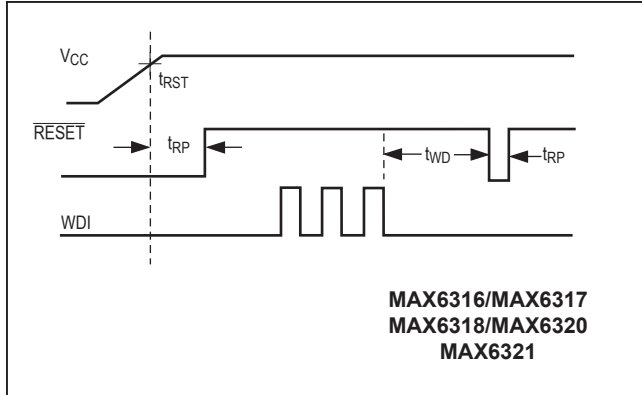 VCC
tRST
RESET
tRP
tWD
tRP
WDI
MAX6316/MAX6317
MAX6318/MAX6320
MAX6321